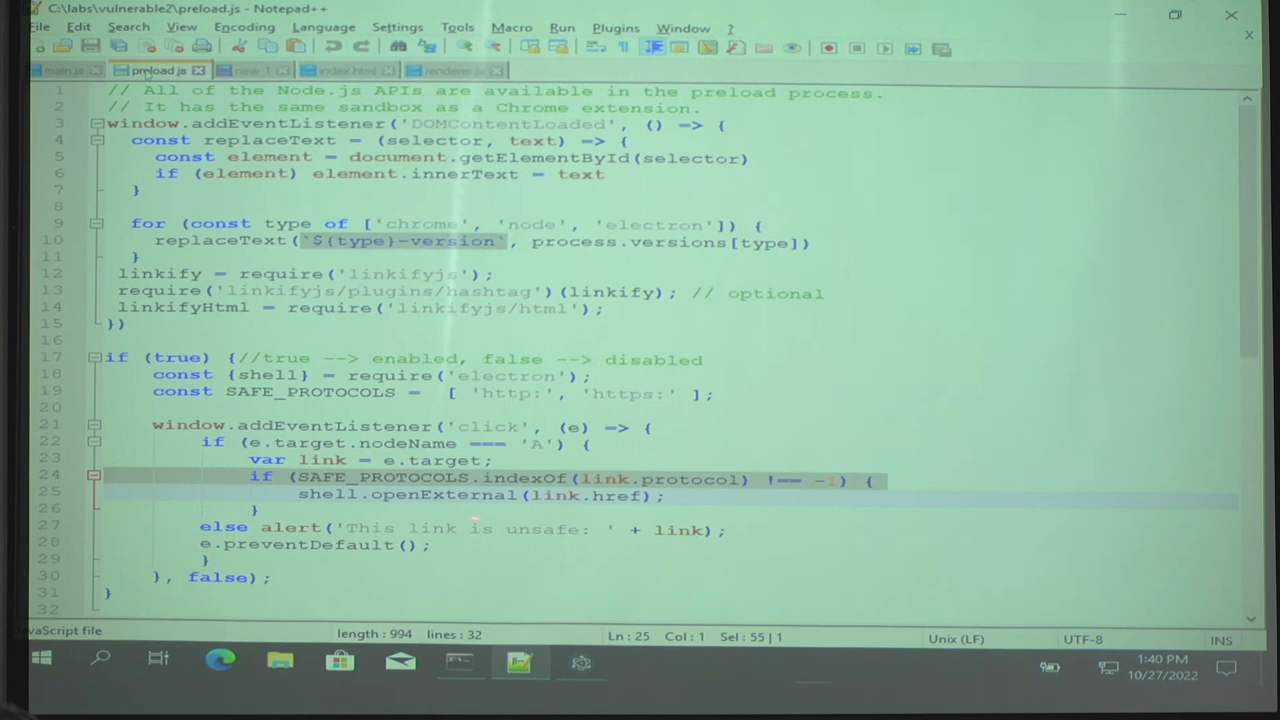 C:\labs\vulnerable2\preload.js - Notepad++
File Edit Search View Encoding Language Settings Tools Macro Run Plugins Window ?
X
main.js preload.js new 1 index.html renderer.js
1 // All of the Node.js APIs are available in the preload process.
2 // It has the same sandbox as a Chrome extension.
3 window.addEventListener('DOMContentLoaded', () => {
4 const replaceText = (selector, text) => {
5 const element = document.getElementById(selector)
6 if (element) element.innerText = text
7 }
8
9 for (const type of ['chrome', 'node', 'electron']) {
10 replaceText(`${type}-version`, process.versions[type])
11 }
12 linkify = require('linkifyjs');
13 require('linkifyjs/plugins/hashtag')(linkify); // optional
14 linkifyHtml = require('linkifyjs/html');
15 })
16
17 if (true) {//true --> enabled, false --> disabled
18 const {shell} = require('electron');
19 const SAFE_PROTOCOLS = [ 'http:', 'https:' ];
20
21 window.addEventListener('click', (e) => {
22 if (e.target.nodeName === 'A') {
23 var link = e.target;
24 if (SAFE_PROTOCOLS.indexOf(link.protocol) !== -1) {
25 shell.openExternal(link.href);
26 }
27 else alert('This link is unsafe: ' + link);
28 e.preventDefault();
29 }
30 }, false);
31 }
32
JavaScript file length : 994 lines : 32 Ln : 25 Col : 1 Sel : 55 | 1 Unix (LF) UTF-8 INS
1:40 PM
10/27/2022